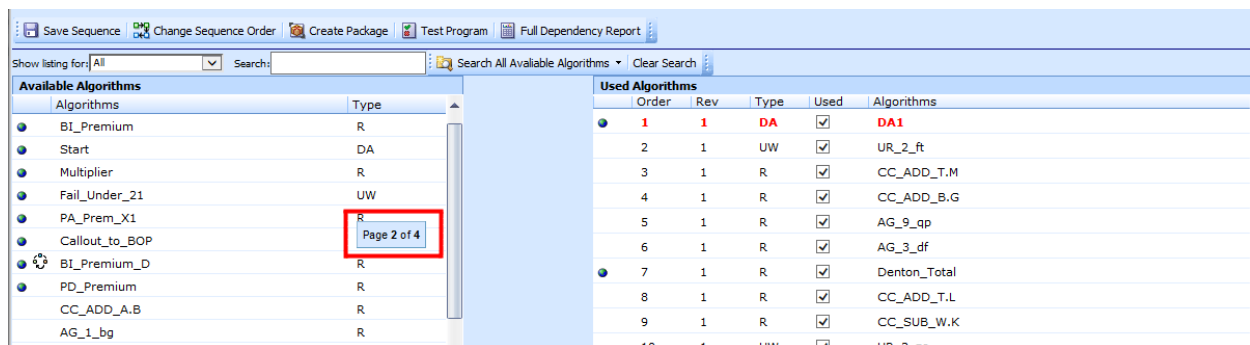 Save Sequence Change Sequence Order Create Package Test Program Full Dependency Report
Show listing for: All Search: Search All Avaliable Algorithms Clear Search
Available Algorithms
Algorithms Type
BI_Premium R
Start DA
Multiplier R
Fail_Under_21 UW
PA_Prem_X1 R
Callout_to_BOP
Page 2 of 4
BI_Premium_D R
PD_Premium R
CC_ADD_A.B R
AG_1_bg R
Used Algorithms
Order Rev Type Used Algorithms
1 1 DA DA1
2 1 UW UR_2_ft
3 1 R CC_ADD_T.M
4 1 R CC_ADD_B.G
5 1 R AG_9_qp
6 1 R AG_3_df
7 1 R Denton_Total
8 1 R CC_ADD_T.L
9 1 R CC_SUB_W.K